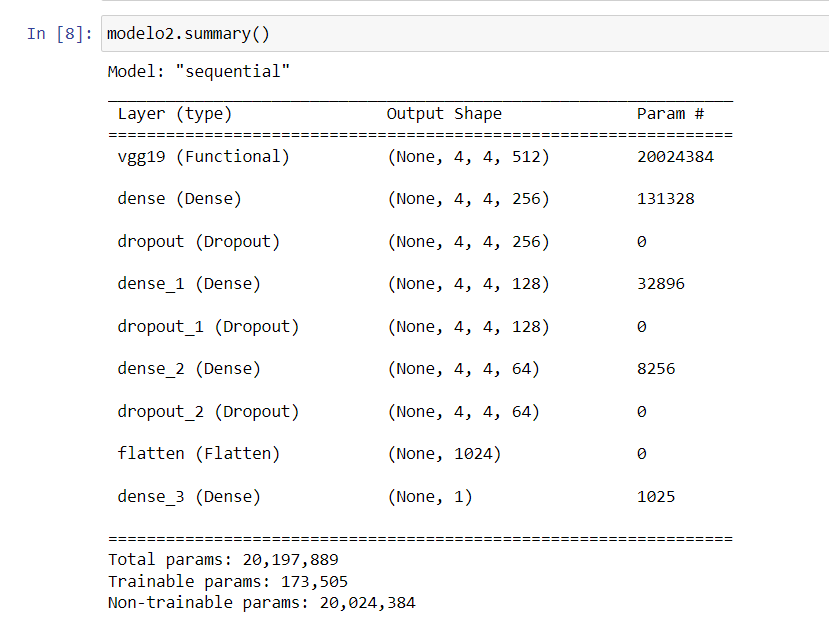 In [8]: modelo2.summary()
Model: "sequential"
Layer (type) Output Shape Param #
vgg19 (Functional) (None, 4, 4, 512) 20024384
dense (Dense) (None, 4, 4, 256) 131328
dropout (Dropout) (None, 4, 4, 256) 0
dense_1 (Dense) (None, 4, 4, 128) 32896
dropout_1 (Dropout) (None, 4, 4, 128) 0
dense_2 (Dense) (None, 4, 4, 64) 8256
dropout_2 (Dropout) (None, 4, 4, 64) 0
flatten (Flatten) (None, 1024) 0
dense_3 (Dense) (None, 1) 1025
Total params: 20,197,889
Trainable params: 173,505
Non-trainable params: 20,024,384